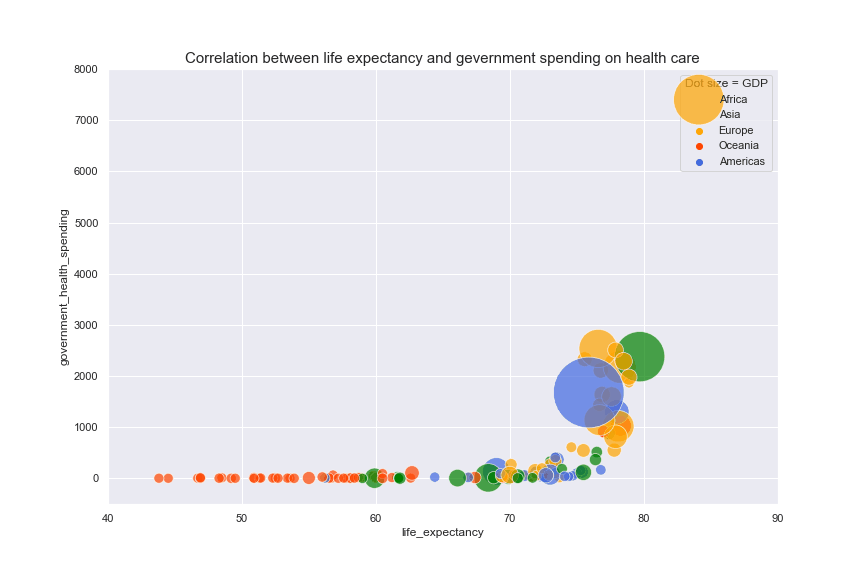 Correlation between life expectancy and gevernment spending on health care
8000
7000
6000
5000
4000
3000
2000
1000
0
government_health_spending
40
50
60
70
80
90
life_expectancy
Dot size = GDP
Africa
Asia
Europe
Oceania
Americas